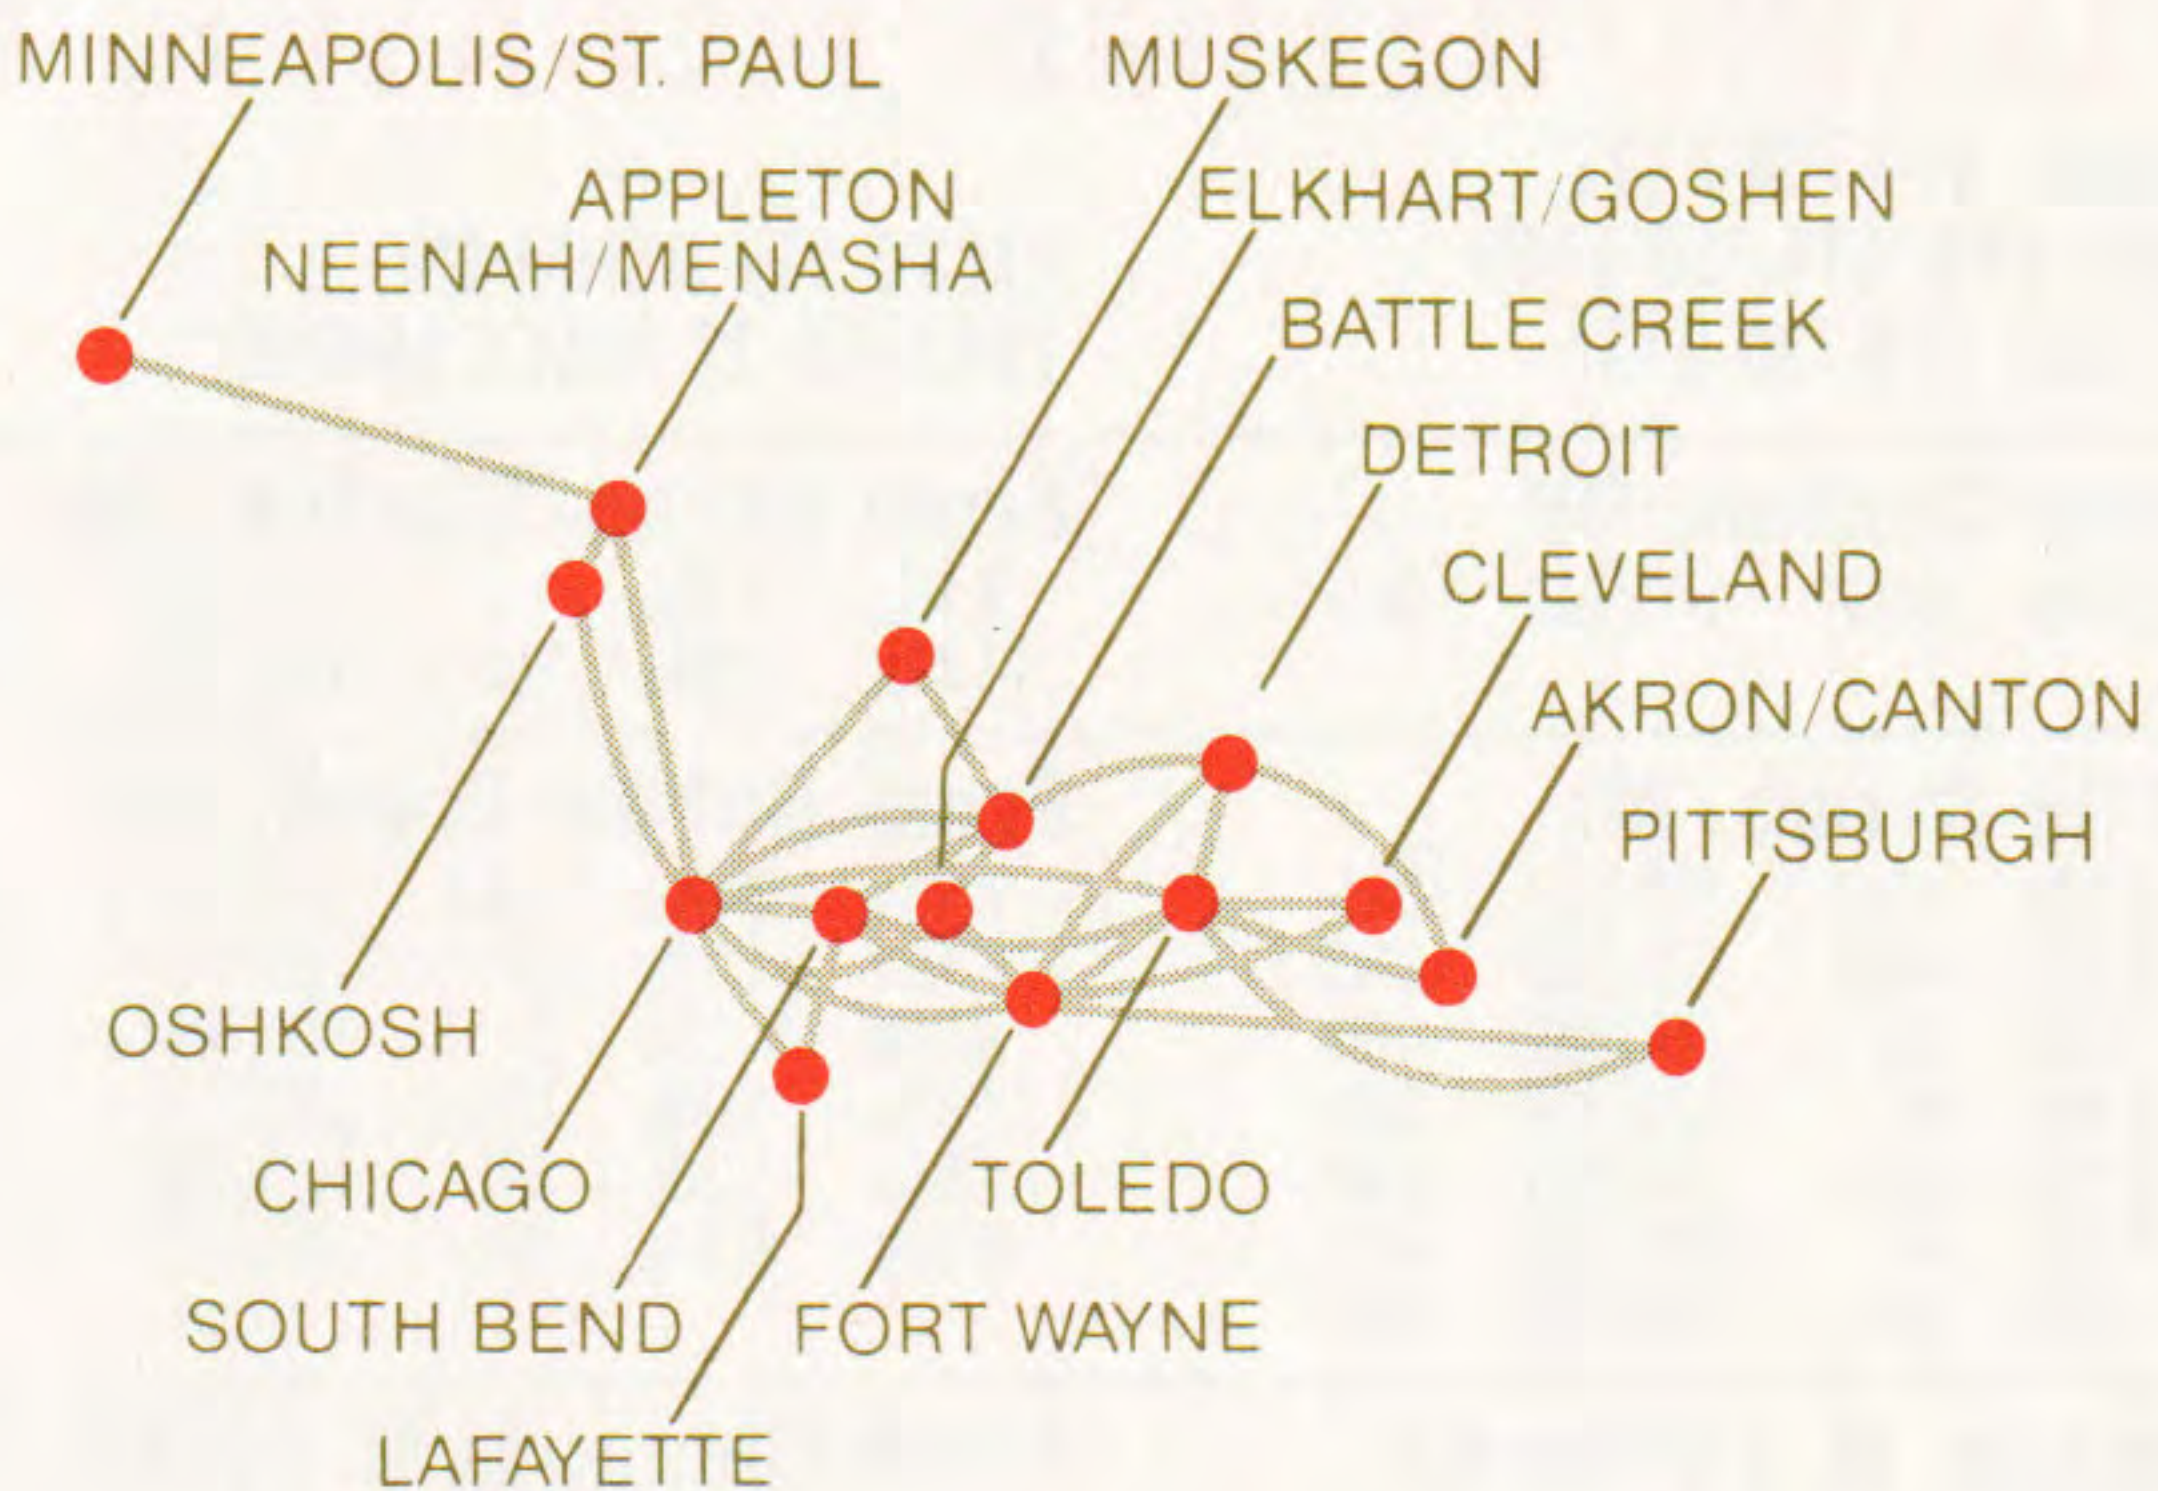 MINNEAPOLIS/ST. PAUL
MUSKEGON
APPLETON
NEENAH/MENASHA
ELKHART/GOSHEN
BATTLE CREEK
DETROIT
CLEVELAND
AKRON/CANTON
PITTSBURGH
OSHKOSH
CHICAGO
TOLEDO
SOUTH BEND
FORT WAYNE
LAFAYETTE